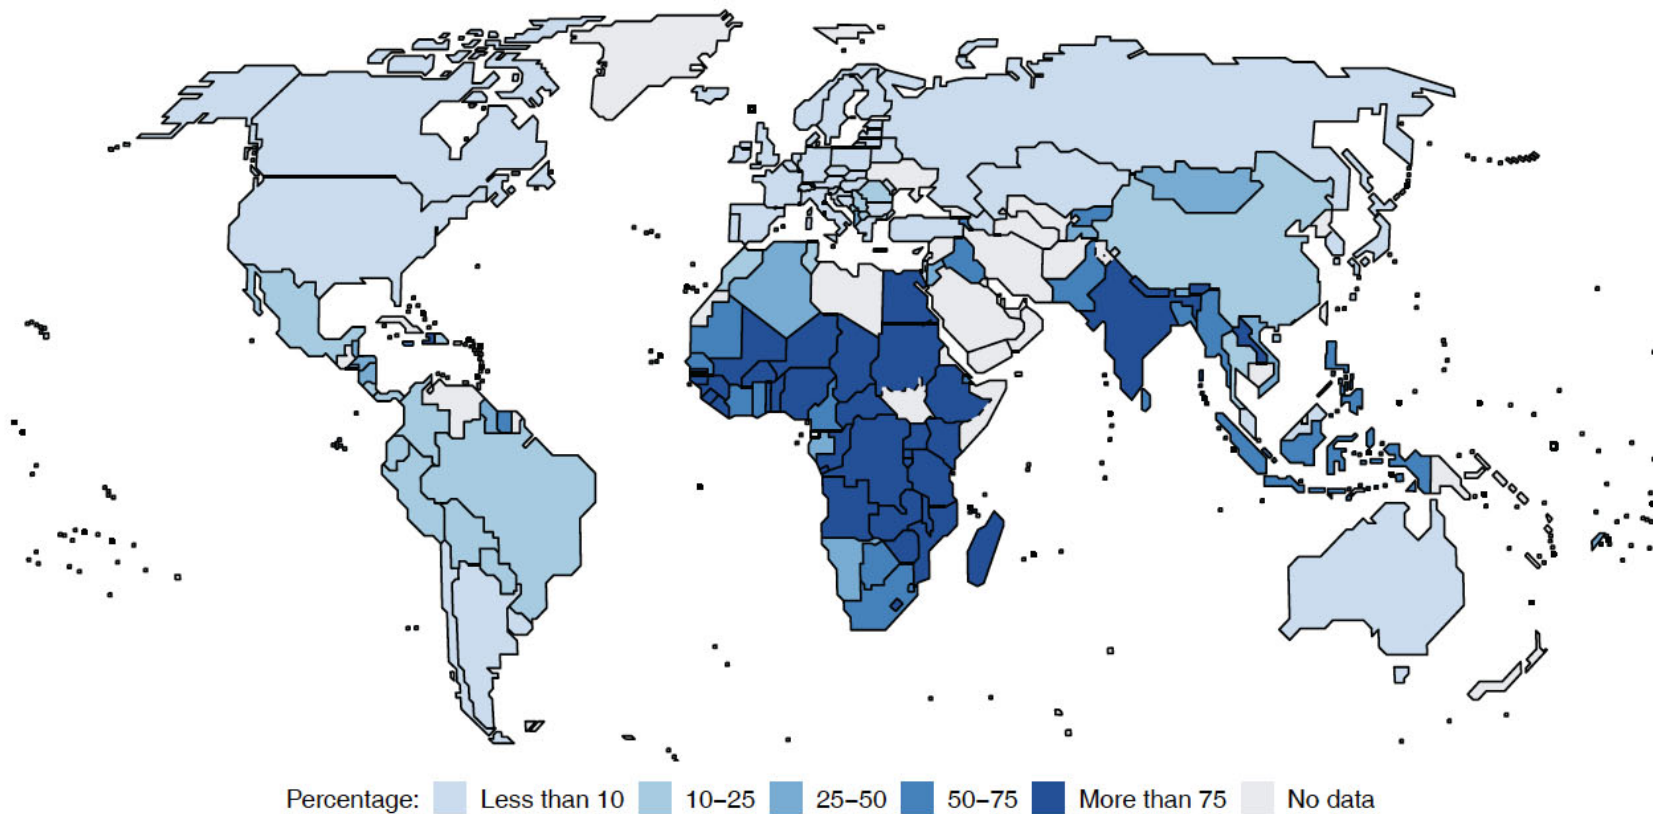 Percentage: Less than 10 10–25 25–50 50–75 More than 75 No data